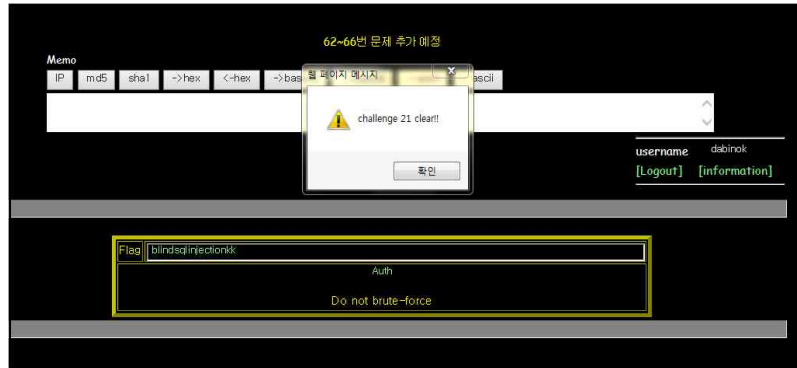 62~66번 문제 추가 예정
Memo
IP md5 sha1 ->hex <-hex ->bas ascii
웹 페이지 메시지
challenge 21 clear!!
확인
username dabinok
[Logout] [information]
Flag blindsqlinjectionkk
Auth
Do not brute-force